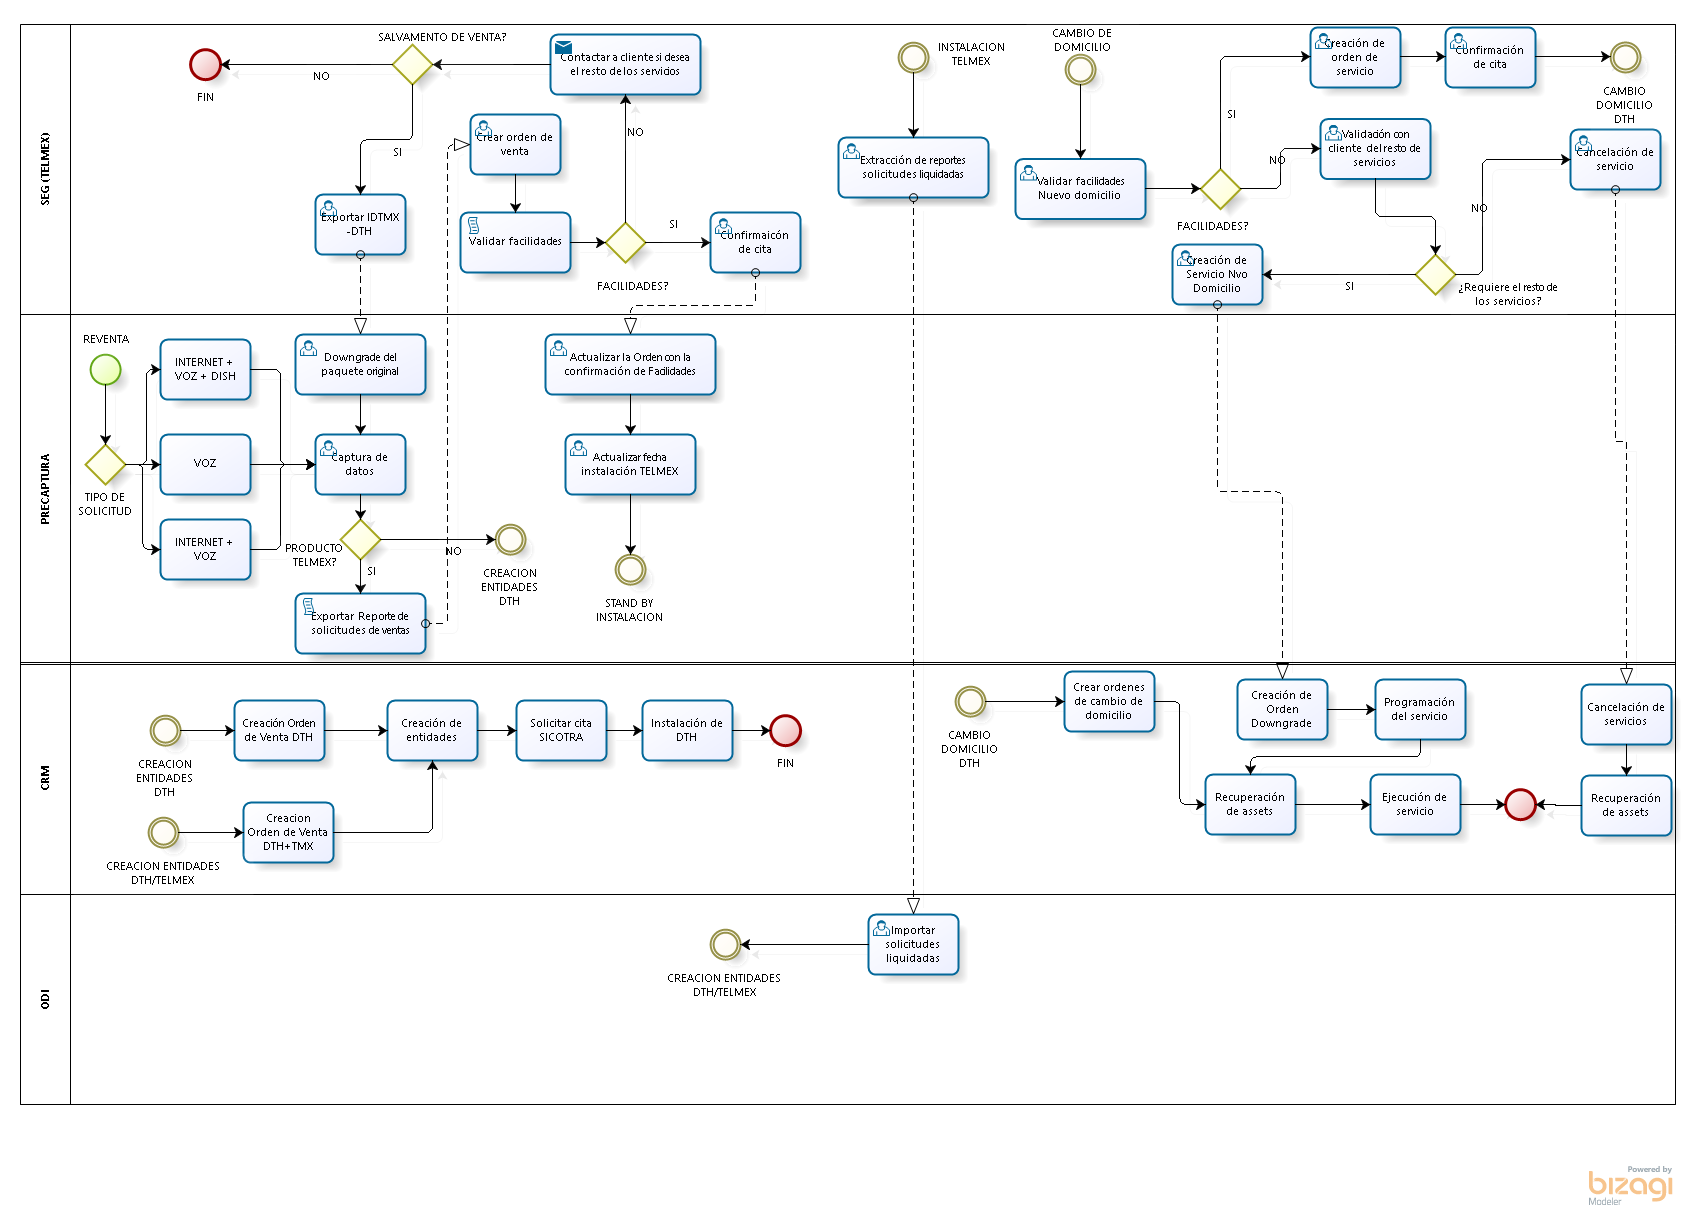 SEG (TELMEX)
SALVAMENTO DE VENTA?
NO
FIN
SI
Contactar a cliente si desea
el resto de los servicios
Crear orden de
venta
NO
Exportar IDTMX
-DTH
Validar facilidades
FACILIDADES?
SI
Confirmaicón
de cita
INSTALACION
TELMEX
Extracción de reportes
solicitudes liquidadas
CAMBIO DE
DOMICILIO
Validar facilidades
Nuevo domicilio
FACILIDADES?
SI
NO
Creación de
orden de
servicio
Confirmación
de cita
CAMBIO
DOMICILIO
DTH
Validación con
cliente del resto de
servicios
Cancelación de
servicio
NO
¿Requiere el resto de
los servicios?
SI
Creación de
Servicio Nvo
Domicilio
PRECAPTURA
REVENTA
TIPO DE
SOLICITUD
INTERNET +
VOZ + DISH
VOZ
INTERNET +
VOZ
Downgrade del
paquete original
Captura de
datos
PRODUCTO
TELMEX?
NO
SI
CREACION
ENTIDADES
DTH
Exportar Reporte de
solicitudes de ventas
Actualizar la Orden con la
confirmación de Facilidades
Actualizar fecha
instalación TELMEX
STAND BY
INSTALACION
CRM
CREACION
ENTIDADES
DTH
Creación Orden
de Venta DTH
Creación de
entidades
Solicitar cita
SICOTRA
Instalación de
DTH
FIN
CREACION ENTIDADES
DTH/TELMEX
Creacion
Orden de Venta
DTH+TMX
CAMBIO
DOMICILIO
DTH
Crear ordenes
de cambio de
domicilio
Creación de
Orden
Downgrade
Programación
del servicio
Recuperación
de assets
Ejecución de
servicio
Cancelación de
servicios
Recuperación
de assets
ODI
CREACION ENTIDADES
DTH/TELMEX
Importar
solicitudes
liquidadas
Powered by
bizagi
Modeler